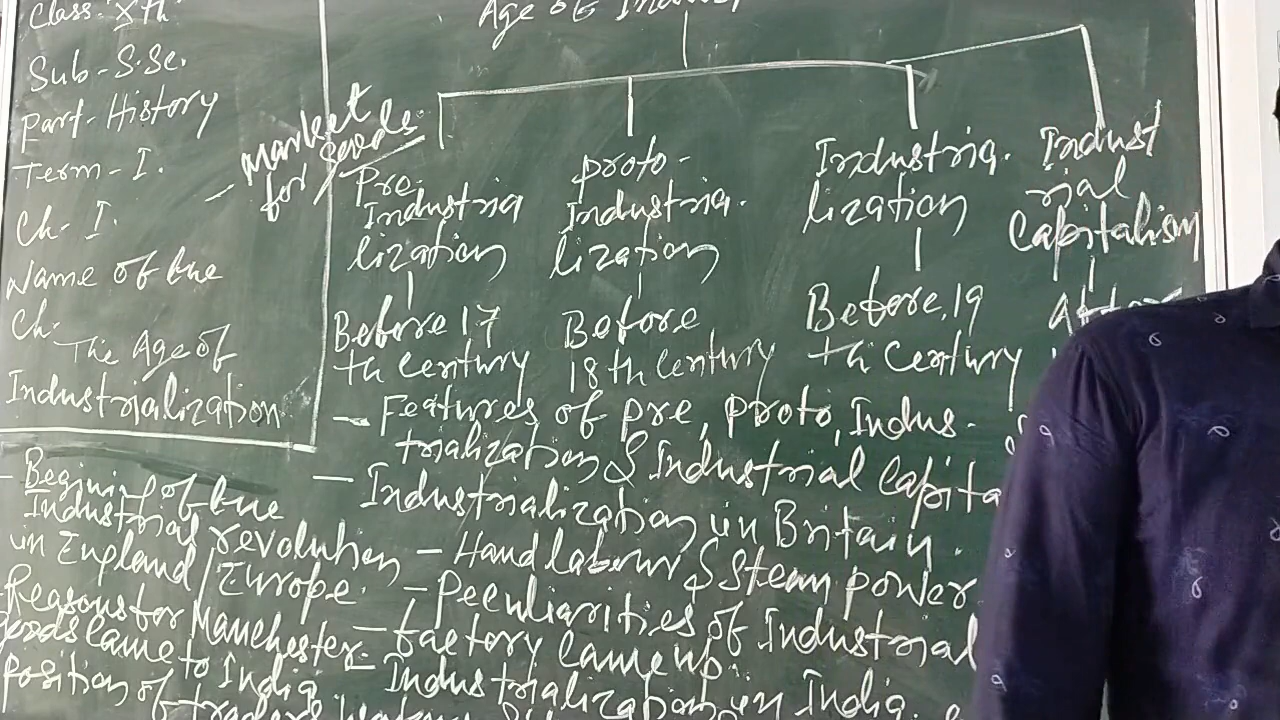 Class-Xth
Sub-S.Sc.
Part-History
Term-I.
Ch-I.
Name of the
Ch-
The Age of
Industrialization
Age of
- market
for goods
Pre-
Industria
lization
Before 17
th Century
Proto-
Industria-
lization
Before
18th Century
Industria-
lization
Before 19
th Century
Indust
rial
Capitalism
- Features of Pre, Proto, Indus-
trialization & Industrial Capita
- Industrialization in Britain.
- Hand labour & Steam power
- Peculiarities of Industrial
- factory came up.
- Industrialization in India.
- Begining of the
Industrial revolution
in England/Europe.
- Reasons for Manchester
goods came to India
Position of
traders